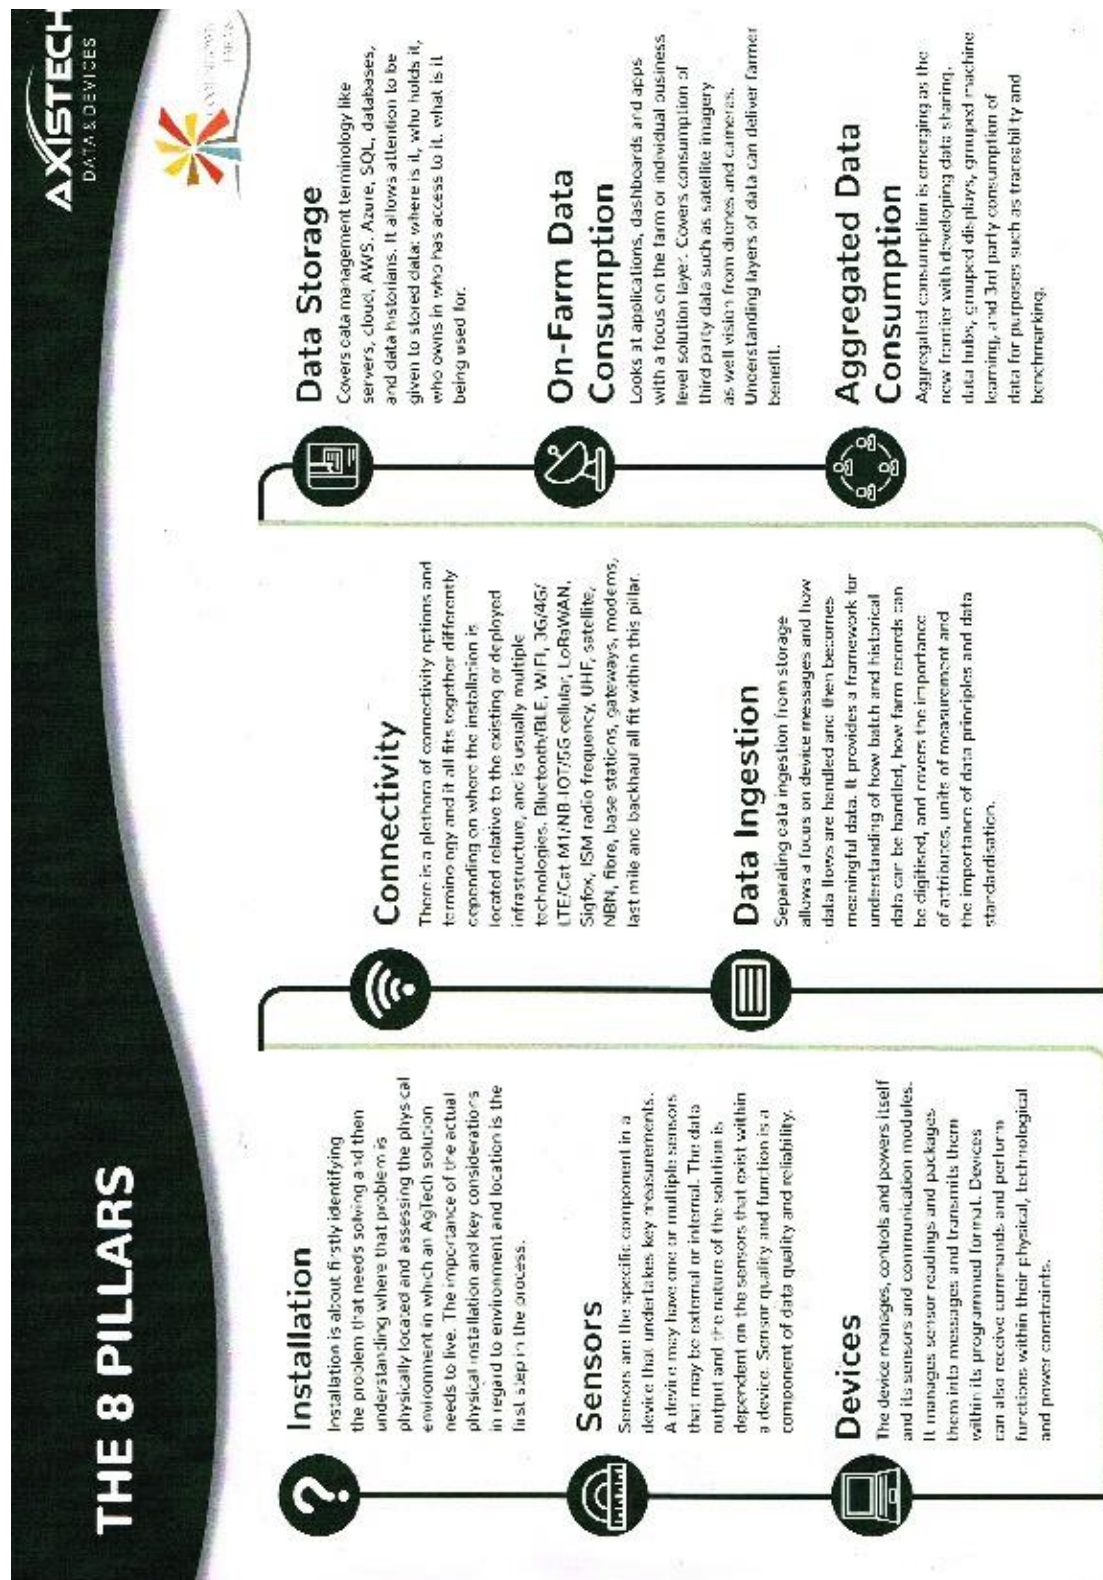 THE 8 PILLARS
AXISTECH
DATA & DEVICES
Installation
Installation is about firstly identifying
the problem that needs solving and then
understanding where that problem is
physically located and assessing the physical
environment in which an AgTech solution
needs to live. The importance of the actual
physical installation and key considerations
in regard to environment and location is the
first step in the process.
Sensors
Sensors are the specific component in a
device that undertakes key measurements.
A device may have one or multiple sensors
that may be external or internal. The data
output and the nature of the solution is
dependent on the sensors that exist within
a device. Sensor quality and function is a
component of data quality and reliability.
Devices
The device manages, controls and powers itself
and its sensors and communication modules.
It manages sensor readings and packages
them into messages and transmits them
within its programmed format. Devices
can also receive commands and perform
functions within their physical, technological
and power constraints.
Connectivity
There is a plethora of connectivity options and
terminology and it all fits together differently
depending on where the installation is
located relative to the existing or deployed
infrastructure, and is usually multiple
technologies. Bluetooth/BLE, WIFI, 3G/4G/
LTE/Cat M1/NB-IOT/5G cellular, LoRaWAN,
Sigfox, ISM radio frequency, UHF, satellite,
NBN, fibre, base stations, gateways, modems,
last mile and backhaul all fit within this pillar.
Data Ingestion
Separating data ingestion from storage
allows a focus on device messages and how
data flows are handled and then becomes
meaningful data. It provides a framework for
understanding of how batch and historical
data can be handled, how farm records can
be digitised, and covers the importance
of attributes, units of measurement and
the importance of data principles and data
standardisation.
Data Storage
Covers data management terminology like
servers, cloud, AWS, Azure, SQL, databases,
and data historians. It allows attention to be
given to stored data: where is it, who holds it,
who owns in who has access to it, what is it
being used for.
On-Farm Data
Consumption
Looks at applications, dashboards and apps
with a focus on the farm or individual business
level solution layer. Covers consumption of
third party data such as satellite imagery
as well vision from drones and cameras.
Understanding layers of data can deliver farmer
benefit.
Aggregated Data
Consumption
Aggregated consumption is emerging as the
new frontier with developing data sharing,
data hubs, grouped displays, grouped machine
learning, and 3rd party consumption of
data for purposes such as traceability and
benchmarking.